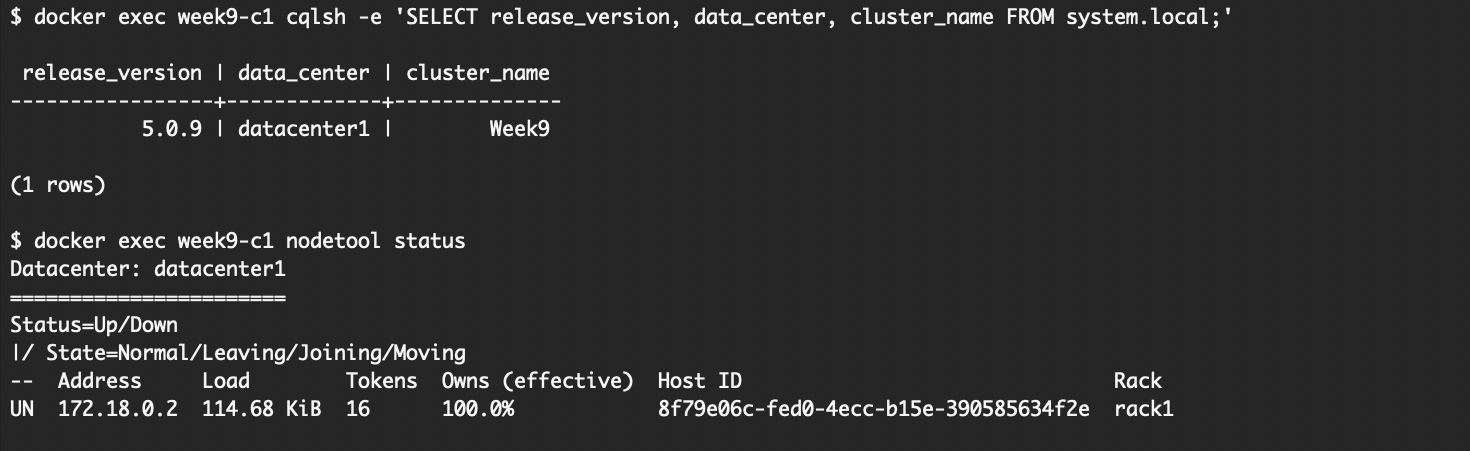 $ docker exec week9-c1 cqlsh -e 'SELECT release_version, data_center, cluster_name FROM system.local;'

 release_version | data_center | cluster_name
-----------------+-------------+--------------
           5.0.9 | datacenter1 |        Week9

(1 rows)

$ docker exec week9-c1 nodetool status
Datacenter: datacenter1
=======================
Status=Up/Down
|/ State=Normal/Leaving/Joining/Moving
--  Address     Load        Tokens  Owns (effective)  Host ID                               Rack
UN  172.18.0.2  114.68 KiB  16      100.0%            8f79e06c-fed0-4ecc-b15e-390585634f2e  rack1